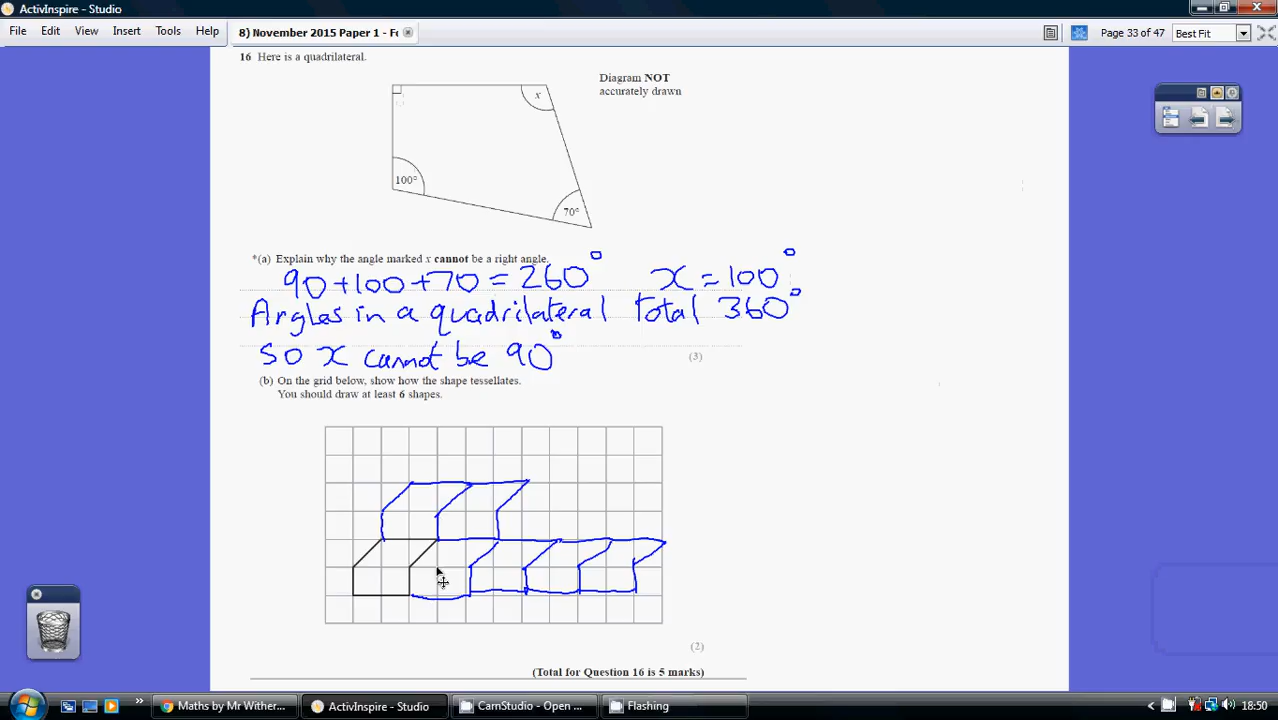 ActivInspire - Studio
File Edit View Insert Tools Help 8) November 2015 Paper 1 - Fo Page 33 of 47 Best Fit
16 Here is a quadrilateral.
Diagram NOT
accurately drawn
x
100°
70°
*(a) Explain why the angle marked x cannot be a right angle.
90+100+70 = 260° x = 100°
Angles in a quadrilateral total 360°
so x cannot be 90°
(3)
(b) On the grid below, show how the shape tessellates.
You should draw at least 6 shapes.
(2)
(Total for Question 16 is 5 marks)
Maths by Mr Wither... ActivInspire - Studio CamStudio - Open ... Flashing 18:50